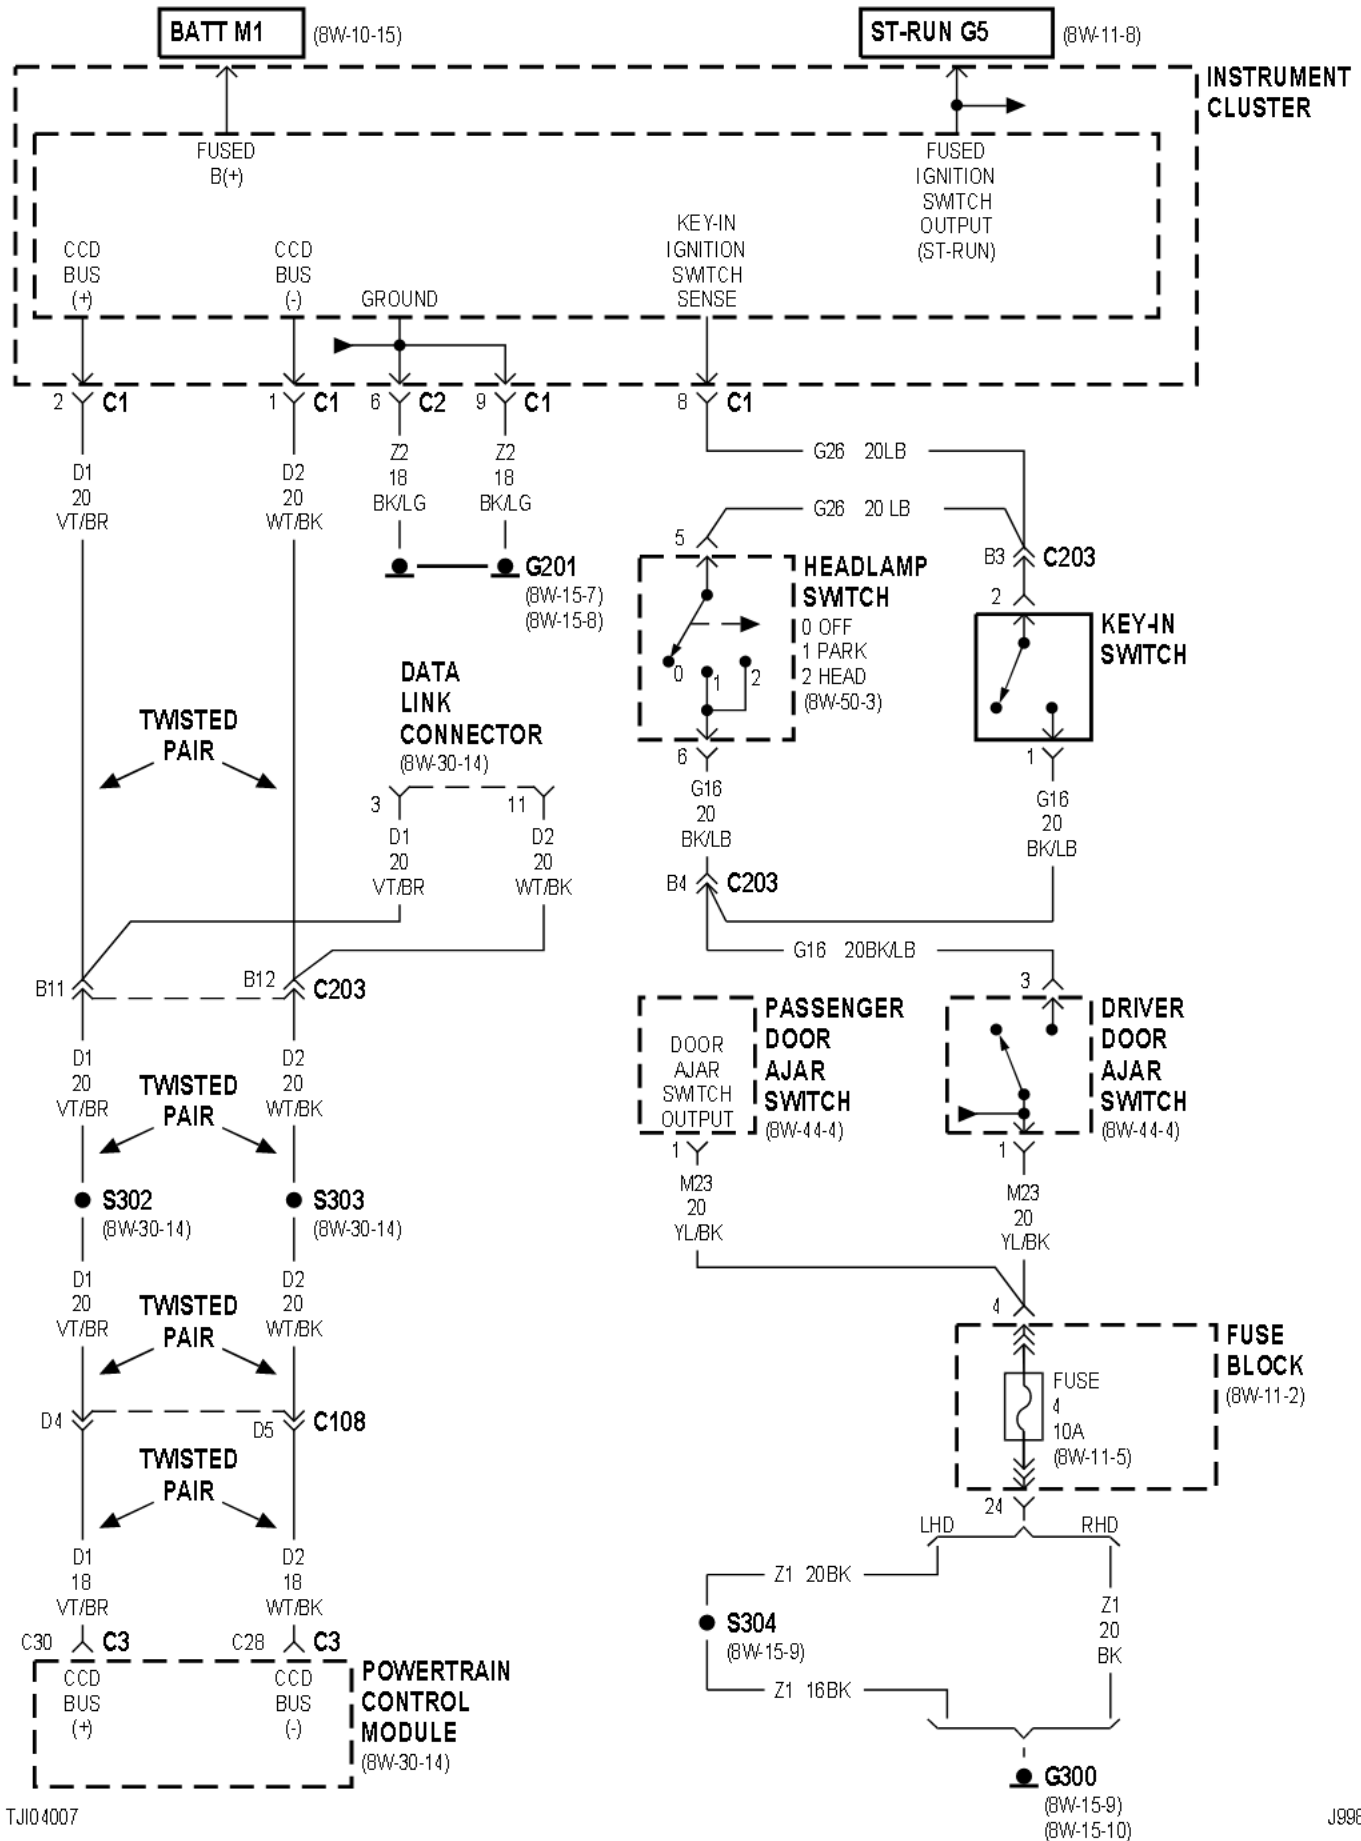 BATT M1
(8W-10-15)
ST-RUN G5
(8W-11-8)
INSTRUMENT
CLUSTER
FUSED
B(+)
FUSED
IGNITION
SWITCH
OUTPUT
(ST-RUN)
CCD
BUS
(+)
CCD
BUS
(-)
GROUND
KEY-IN
IGNITION
SWITCH
SENSE
2 C1
1 C1
6 C2
9 C1
8 C1
D1
20
VT/BR
D2
20
WT/BK
Z2
18
BK/LG
Z2
18
BK/LG
G26 20LB
G26 20 LB
G201
(8W-15-7)
(8W-15-8)
5
HEADLAMP
SWITCH
0 OFF
1 PARK
2 HEAD
(8W-50-3)
0
1
2
6
B3 C203
2
KEY-IN
SWITCH
1
TWISTED
PAIR
DATA
LINK
CONNECTOR
(8W-30-14)
3
11
D1
20
VT/BR
D2
20
WT/BK
G16
20
BK/LB
G16
20
BK/LB
B4 C203
G16 20BK/LB
B11
B12 C203
3
PASSENGER
DOOR
AJAR
SWITCH
(8W-44-4)
DOOR
AJAR
SWITCH
OUTPUT
DRIVER
DOOR
AJAR
SWITCH
(8W-44-4)
D1
20
VT/BR
D2
20
WT/BK
TWISTED
PAIR
1
1
M23
20
YL/BK
M23
20
YL/BK
S302
(8W-30-14)
S303
(8W-30-14)
D1
20
VT/BR
D2
20
WT/BK
TWISTED
PAIR
4
FUSE
BLOCK
(8W-11-2)
FUSE
4
10A
(8W-11-5)
24
D4
D5 C108
TWISTED
PAIR
LHD
RHD
Z1 20BK
S304
(8W-15-9)
Z1 16BK
Z1
20
BK
D1
18
VT/BR
D2
18
WT/BK
C30 C3
C28 C3
CCD
BUS
(+)
CCD
BUS
(-)
POWERTRAIN
CONTROL
MODULE
(8W-30-14)
G300
(8W-15-9)
(8W-15-10)
TJI04007
J998